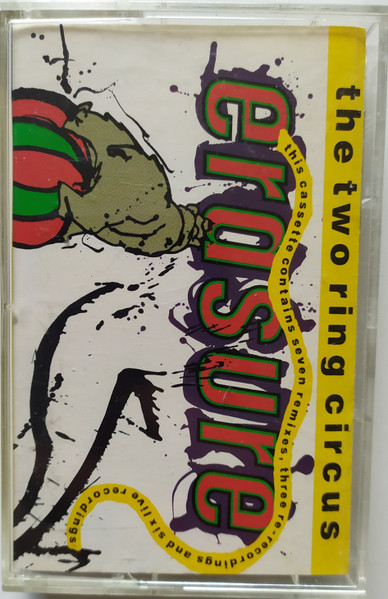 the two ring circus
erasure
this cassette contains seven remixes, three re-recordings and six live recordings